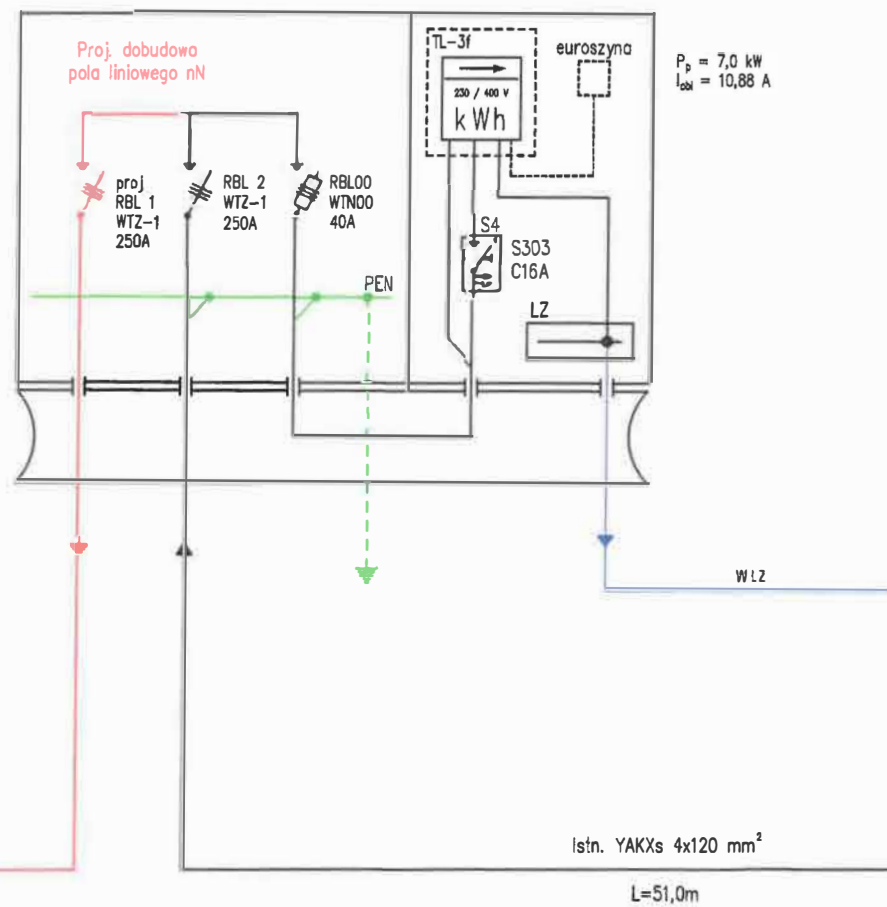 Proj. dobudowa
pola liniowego nN
TL-3f
230 / 400 V
kWh
euroszyna
Pp = 7,0 kW
Iobl = 10,88 A
proj
RBL 1
WTZ-1
250A
RBL 2
WTZ-1
250A
RBL00
WTN00
40A
S4
S303
C16A
PEN
LZ
WLZ
Istn. YAKXs 4x120 mm²
L=51,0m